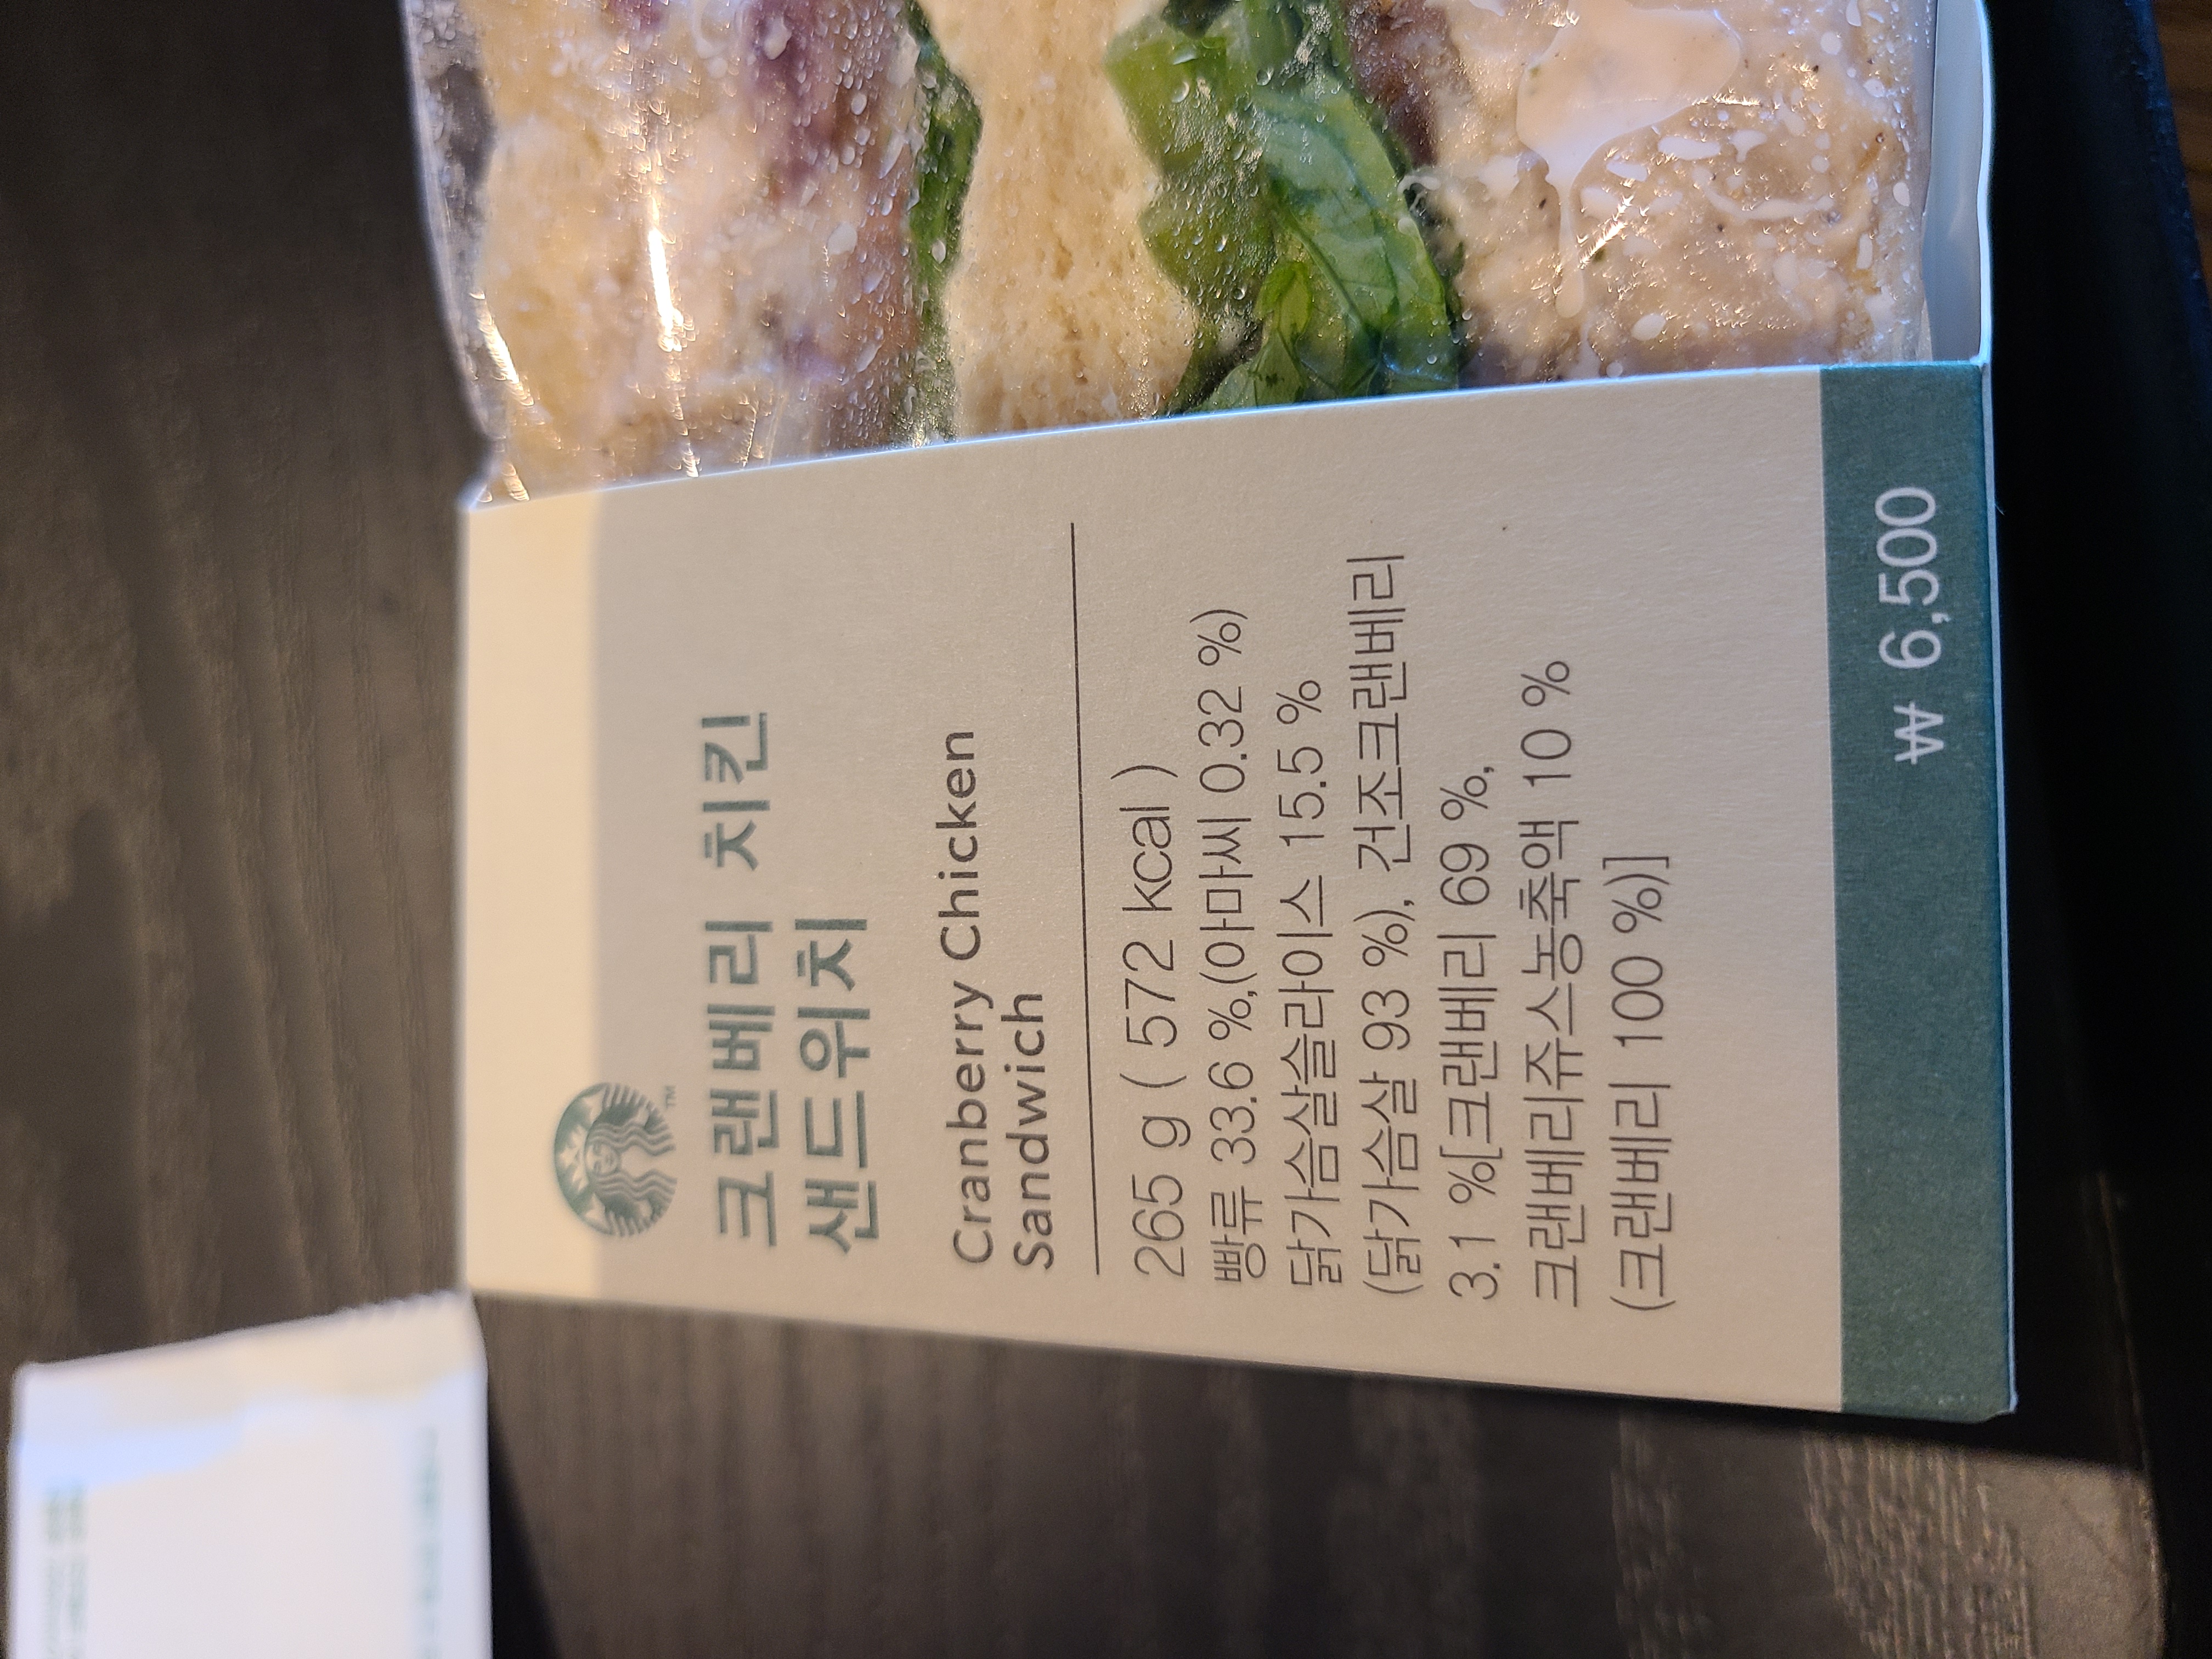 크랜베리 치킨
샌드위치
Cranberry Chicken
Sandwich
265 g ( 572 kcal )
빵류 33.6 %,(아마씨 0.32 %)
닭가슴살슬라이스 15.5 %
(닭가슴살 93 %), 건조크랜베리
3.1 %[크랜베리 69 %,
크랜베리쥬스농축액 10 %
(크랜베리 100 %)]
₩ 6,500
TM